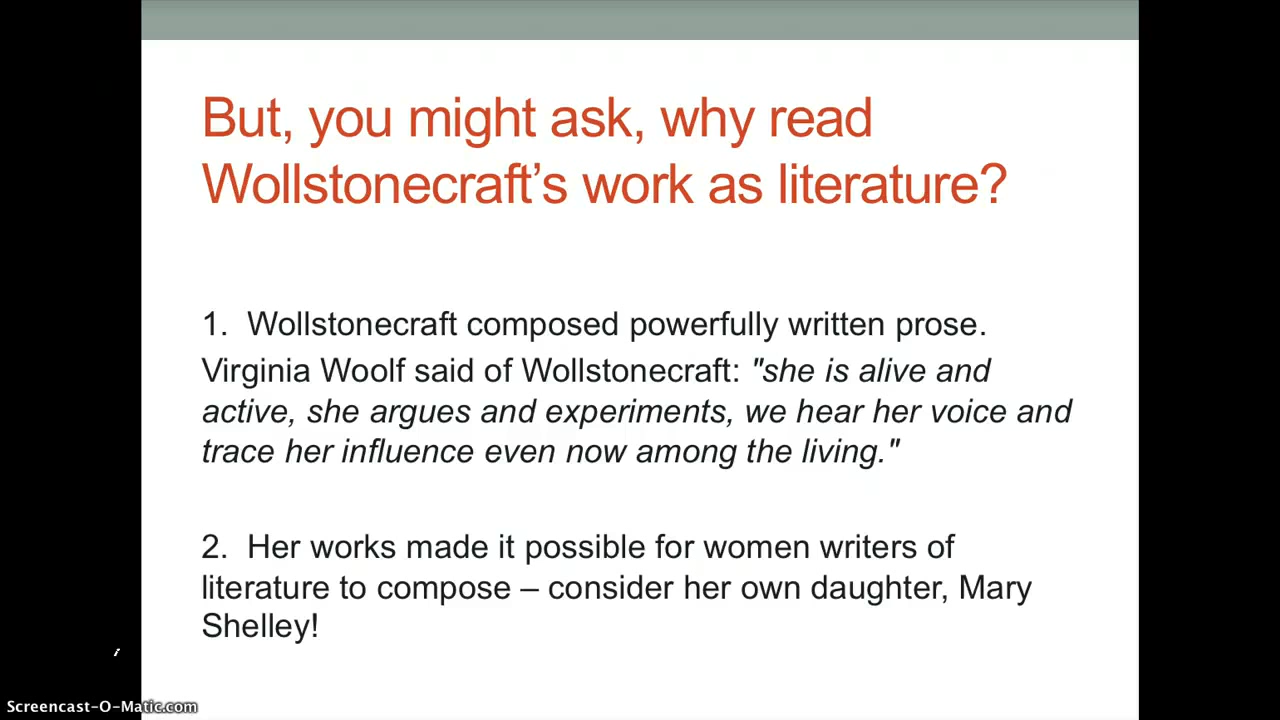 But, you might ask, why read
Wollstonecraft’s work as literature?
1. Wollstonecraft composed powerfully written prose.
Virginia Woolf said of Wollstonecraft: "she is alive and
active, she argues and experiments, we hear her voice and
trace her influence even now among the living."
2. Her works made it possible for women writers of
literature to compose – consider her own daughter, Mary
Shelley!
Screencast-O-Matic.com